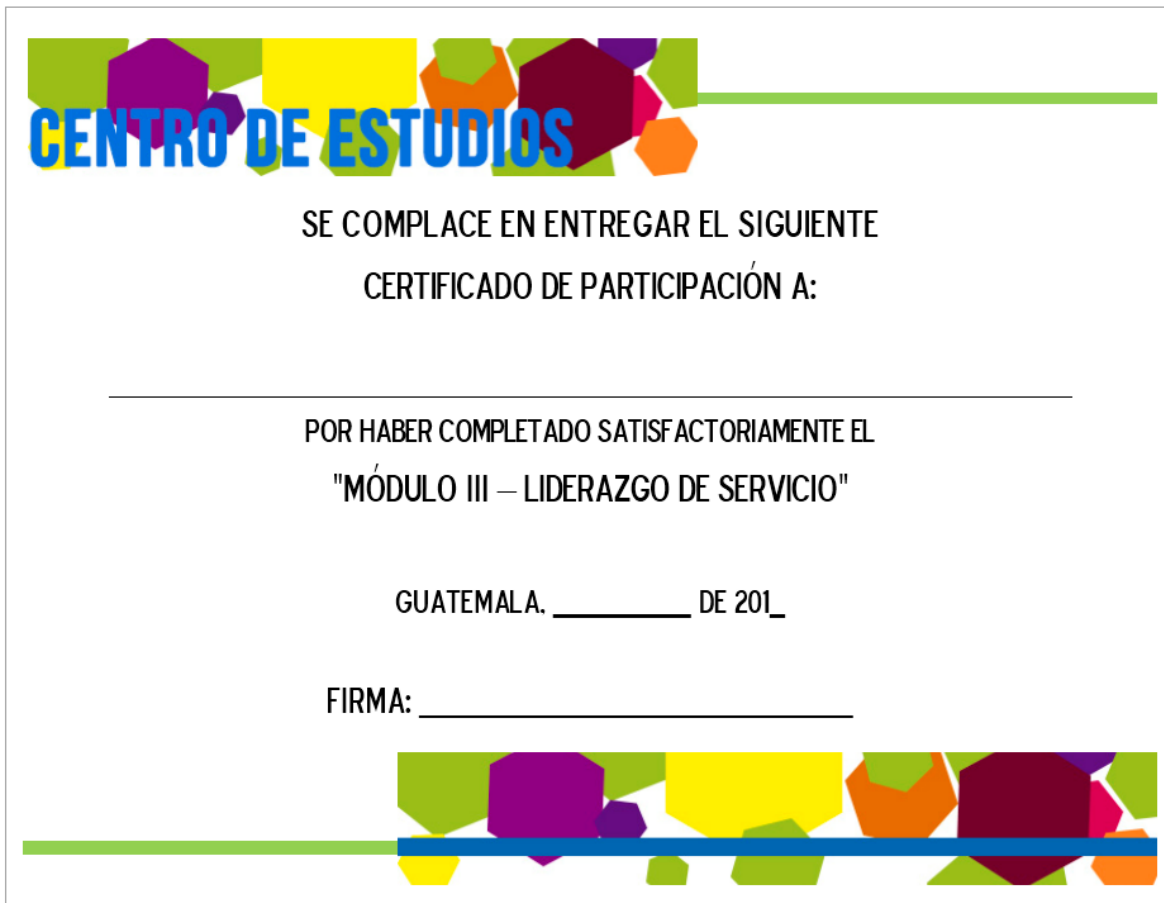 CENTRO DE ESTUDIOS
SE COMPLACE EN ENTREGAR EL SIGUIENTE
CERTIFICADO DE PARTICIPACIÓN A:
POR HABER COMPLETADO SATISFACTORIAMENTE EL
"MÓDULO III – LIDERAZGO DE SERVICIO"
GUATEMALA, __________ DE 201_
FIRMA: ______________________________